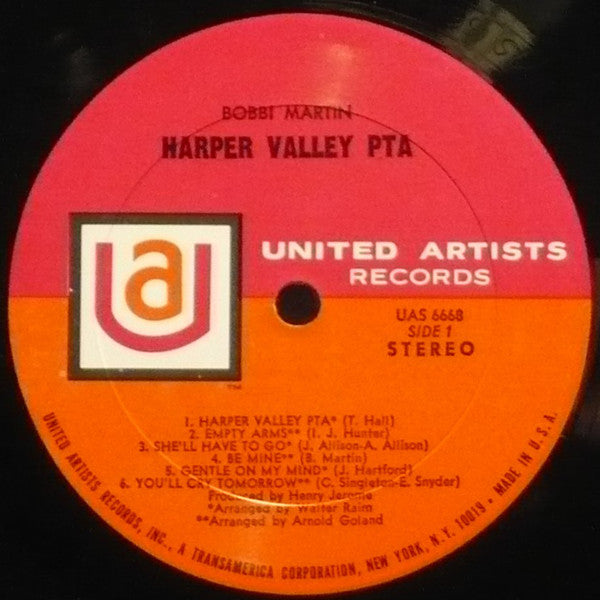 BOBBI MARTIN
HARPER VALLEY PTA
ua
UNITED ARTISTS
RECORDS
UAS 6668
SIDE 1
STEREO
TM
1. HARPER VALLEY PTA* (T. Hall)
2. EMPTY ARMS** (I. J. Hunter)
3. SHE'LL HAVE TO GO* (J. Allison-A. Allison)
4. BE MINE** (B. Martin)
5. GENTLE ON MY MIND* (J. Hartford)
6. YOU'LL CRY TOMORROW** (C. Singleton-E. Snyder)
Produced by Henry Jerome
*Arranged by Walter Raim
**Arranged by Arnold Goland
UNITED ARTISTS RECORDS, INC., A TRANSAMERICA CORPORATION, NEW YORK, N.Y. 10019 • MADE IN U.S.A.